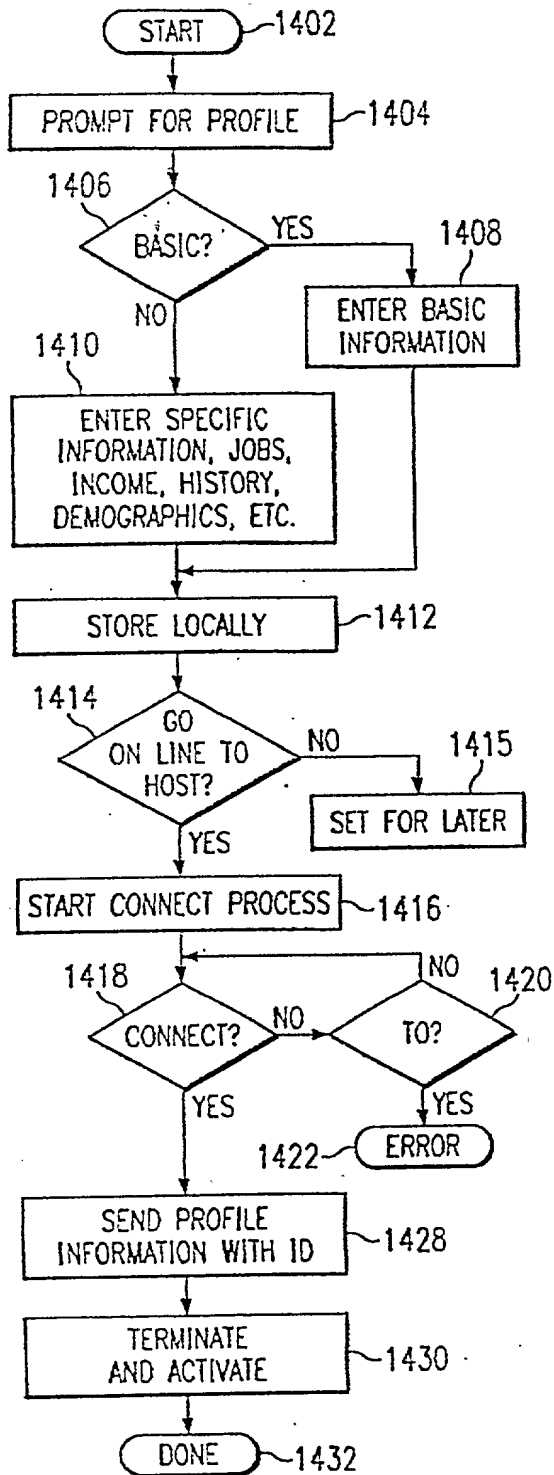 START
1402
PROMPT FOR PROFILE
1404
1406
BASIC?
YES
NO
1408
ENTER BASIC
INFORMATION
1410
ENTER SPECIFIC
INFORMATION, JOBS,
INCOME, HISTORY,
DEMOGRAPHICS, ETC.
STORE LOCALLY
1412
1414
GO
ON LINE TO
HOST?
NO
YES
1415
SET FOR LATER
START CONNECT PROCESS
1416
1418
CONNECT?
NO
YES
NO
1420
TO?
YES
1422
ERROR
SEND PROFILE
INFORMATION WITH ID
1428
TERMINATE
AND ACTIVATE
1430
DONE
1432